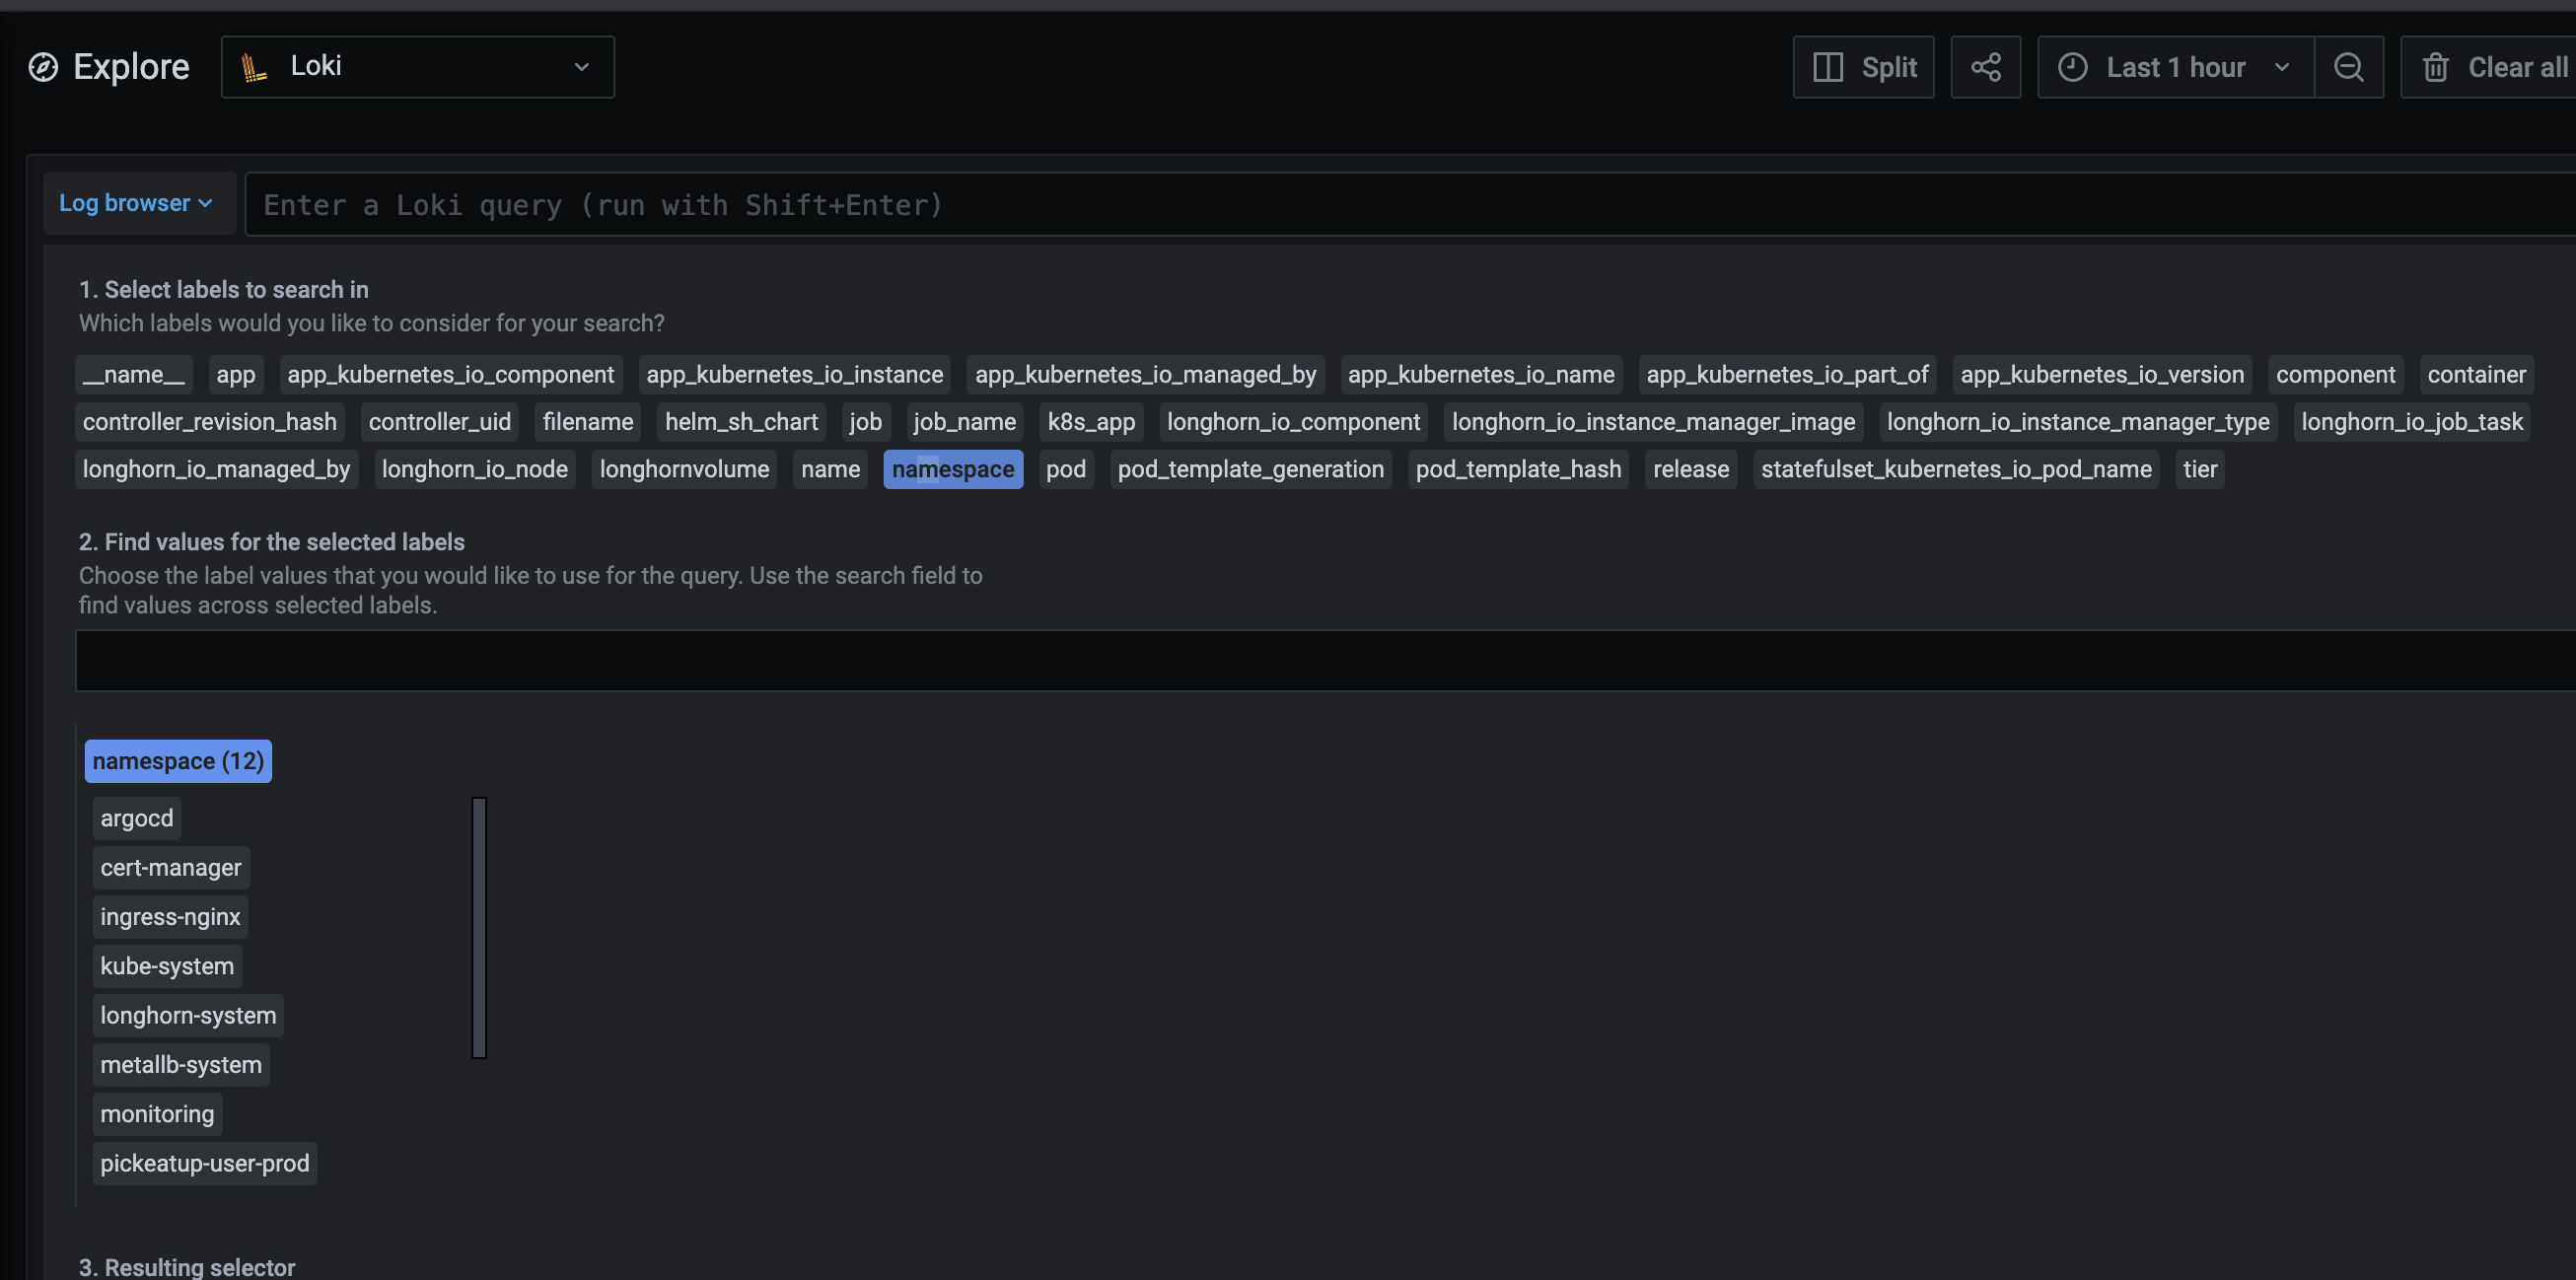 Explore Loki Split Last 1 hour Clear all
Log browser Enter a Loki query (run with Shift+Enter)
1. Select labels to search in
Which labels would you like to consider for your search?
__name__ app app_kubernetes_io_component app_kubernetes_io_instance app_kubernetes_io_managed_by app_kubernetes_io_name app_kubernetes_io_part_of app_kubernetes_io_version component container
controller_revision_hash controller_uid filename helm_sh_chart job job_name k8s_app longhorn_io_component longhorn_io_instance_manager_image longhorn_io_instance_manager_type longhorn_io_job_task
longhorn_io_managed_by longhorn_io_node longhornvolume name namespace pod pod_template_generation pod_template_hash release statefulset_kubernetes_io_pod_name tier
2. Find values for the selected labels
Choose the label values that you would like to use for the query. Use the search field to
find values across selected labels.
namespace (12)
argocd
cert-manager
ingress-nginx
kube-system
longhorn-system
metallb-system
monitoring
pickeatup-user-prod
3. Resulting selector